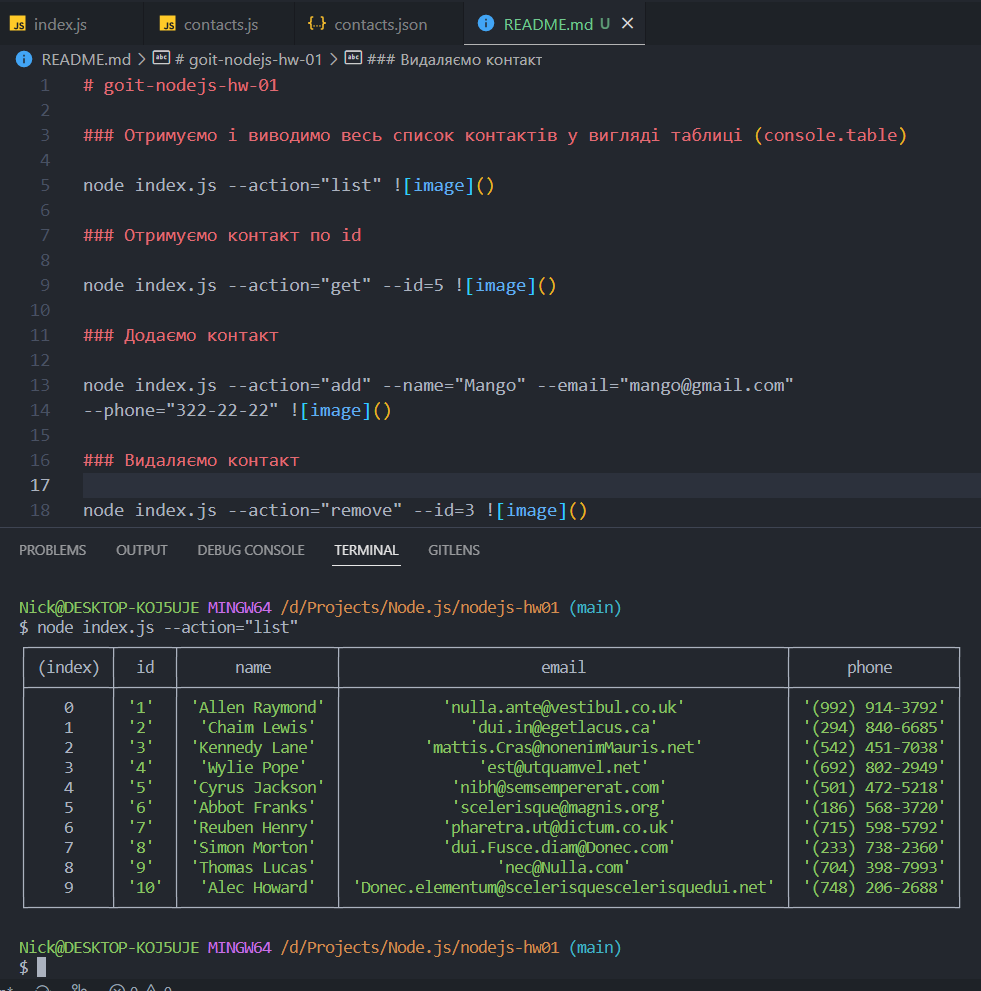 JS index.js JS contacts.js {··} contacts.json README.md U ×
README.md > # goit-nodejs-hw-01 > ### Видаляємо контакт
1 # goit-nodejs-hw-01
2
3 ### Отримуємо і виводимо весь список контактів у вигляді таблиці (console.table)
4
5 node index.js --action="list" ![image]()
6
7 ### Отримуємо контакт по id
8
9 node index.js --action="get" --id=5 ![image]()
10
11 ### Додаємо контакт
12
13 node index.js --action="add" --name="Mango" --email="mango@gmail.com"
14 --phone="322-22-22" ![image]()
15
16 ### Видаляємо контакт
17
18 node index.js --action="remove" --id=3 ![image]()
PROBLEMS OUTPUT DEBUG CONSOLE TERMINAL GITLENS
Nick@DESKTOP-KOJ5UJE MINGW64 /d/Projects/Node.js/nodejs-hw01 (main)
$ node index.js --action="list"
(index) id name email phone
0 '1' 'Allen Raymond' 'nulla.ante@vestibul.co.uk' '(992) 914-3792'
1 '2' 'Chaim Lewis' 'dui.in@egetlacus.ca' '(294) 840-6685'
2 '3' 'Kennedy Lane' 'mattis.Cras@nonenimMauris.net' '(542) 451-7038'
3 '4' 'Wylie Pope' 'est@utquamvel.net' '(692) 802-2949'
4 '5' 'Cyrus Jackson' 'nibh@semsempererat.com' '(501) 472-5218'
5 '6' 'Abbot Franks' 'scelerisque@magnis.org' '(186) 568-3720'
6 '7' 'Reuben Henry' 'pharetra.ut@dictum.co.uk' '(715) 598-5792'
7 '8' 'Simon Morton' 'dui.Fusce.diam@Donec.com' '(233) 738-2360'
8 '9' 'Thomas Lucas' 'nec@Nulla.com' '(704) 398-7993'
9 '10' 'Alec Howard' 'Donec.elementum@scelerisquescelerisquedui.net' '(748) 206-2688'
Nick@DESKTOP-KOJ5UJE MINGW64 /d/Projects/Node.js/nodejs-hw01 (main)
$